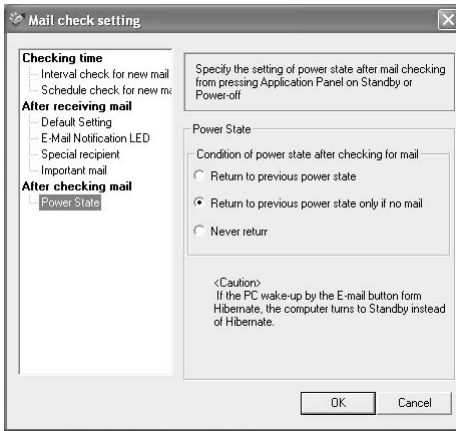 Mail check setting
Checking time
Interval check for new mail
Schedule check for new ma
After receiving mail
Default Setting
E-Mail Notification LED
Special recipient
Important mail
After checking mail
Power State
Specify the setting of power state after mail checking
from pressing Application Panel on Standby or
Power-off
Power State
Condition of power state after checking for mail
Return to previous power state
Return to previous power state only if no mail
Never returr
<Caution>
If the PC wake-up by the E-mail button form
Hibernate, the computer turns to Standby instead
of Hibernate.
OK
Cancel